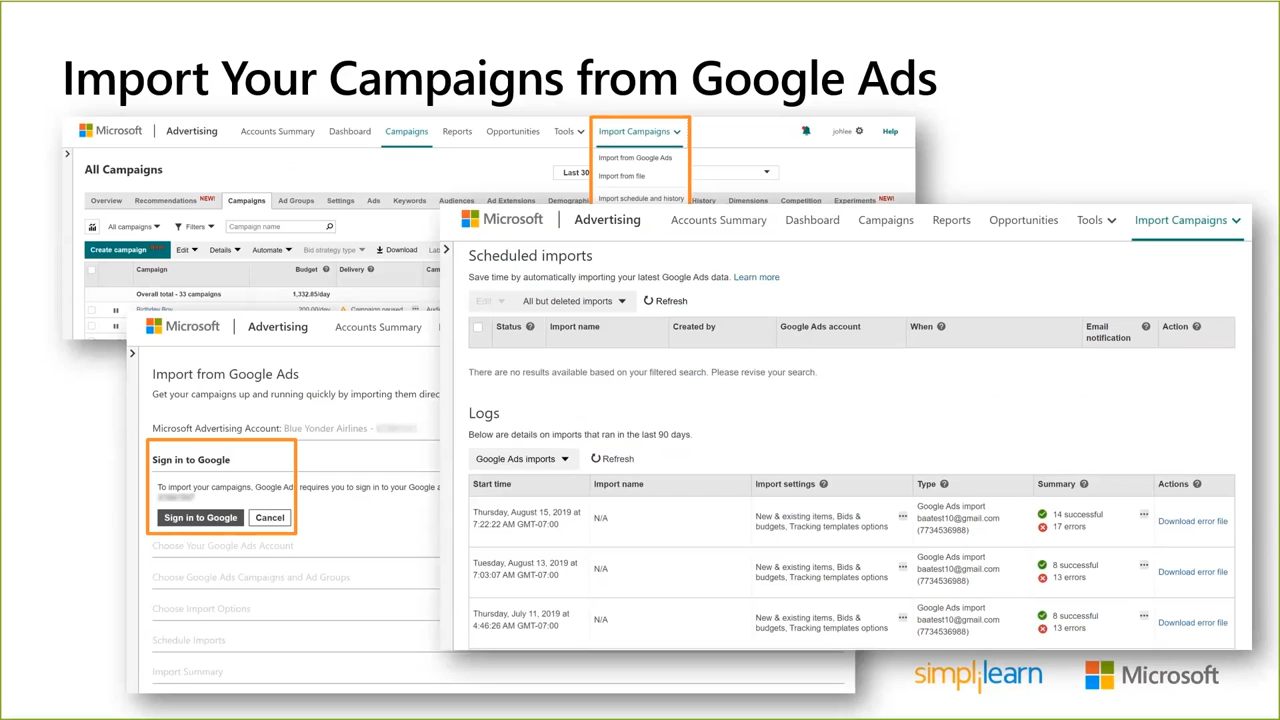 Import Your Campaigns from Google Ads
Microsoft | Advertising Accounts Summary Dashboard Campaigns Reports Opportunities Tools Import Campaigns johlee Help
Import from Google Ads
Import from file
Import schedule and history
All Campaigns
Last 30
Overview Recommendations NEW! Campaigns Ad Groups Settings Ads Keywords Audiences Ad Extensions Demographi History Dimensions Competition Experiments NEW!
All campaigns Filters Campaign name
Create campaign Edit Details Automate Bid strategy type Download Lab
Campaign Budget Delivery Cam
Overall total - 33 campaigns 1,332.85/day
Birthday Boy 200.00/day Campaign paused Audi
Microsoft | Advertising Accounts Summary
Import from Google Ads
Get your campaigns up and running quickly by importing them direc
Microsoft Advertising Account: Blue Yonder Airlines -
Sign in to Google
To import your campaigns, Google Ads requires you to sign in to your Google a
Sign in to Google Cancel
Choose Your Google Ads Account
Choose Google Ads Campaigns and Ad Groups
Choose Import Options
Schedule Imports
Import Summary
Microsoft | Advertising Accounts Summary Dashboard Campaigns Reports Opportunities Tools Import Campaigns
Scheduled imports
Save time by automatically importing your latest Google Ads data. Learn more
Edit All but deleted imports Refresh
Status Import name Created by Google Ads account When Email notification Action
There are no results available based on your filtered search. Please revise your search.
Logs
Below are details on imports that ran in the last 90 days.
Google Ads imports Refresh
Start time Import name Import settings Type Summary Actions
Thursday, August 15, 2019 at 7:22:22 AM GMT-07:00 N/A New & existing items, Bids & budgets, Tracking templates options Google Ads import baatest10@gmail.com (7734536988) 14 successful 17 errors Download error file
Tuesday, August 13, 2019 at 7:03:07 AM GMT-07:00 N/A New & existing items, Bids & budgets, Tracking templates options Google Ads import baatest10@gmail.com (7734536988) 8 successful 13 errors Download error file
Thursday, July 11, 2019 at 4:46:26 AM GMT-07:00 N/A New & existing items, Bids & budgets, Tracking templates options Google Ads import baatest10@gmail.com (7734536988) 8 successful 13 errors Download error file
simplilearn Microsoft